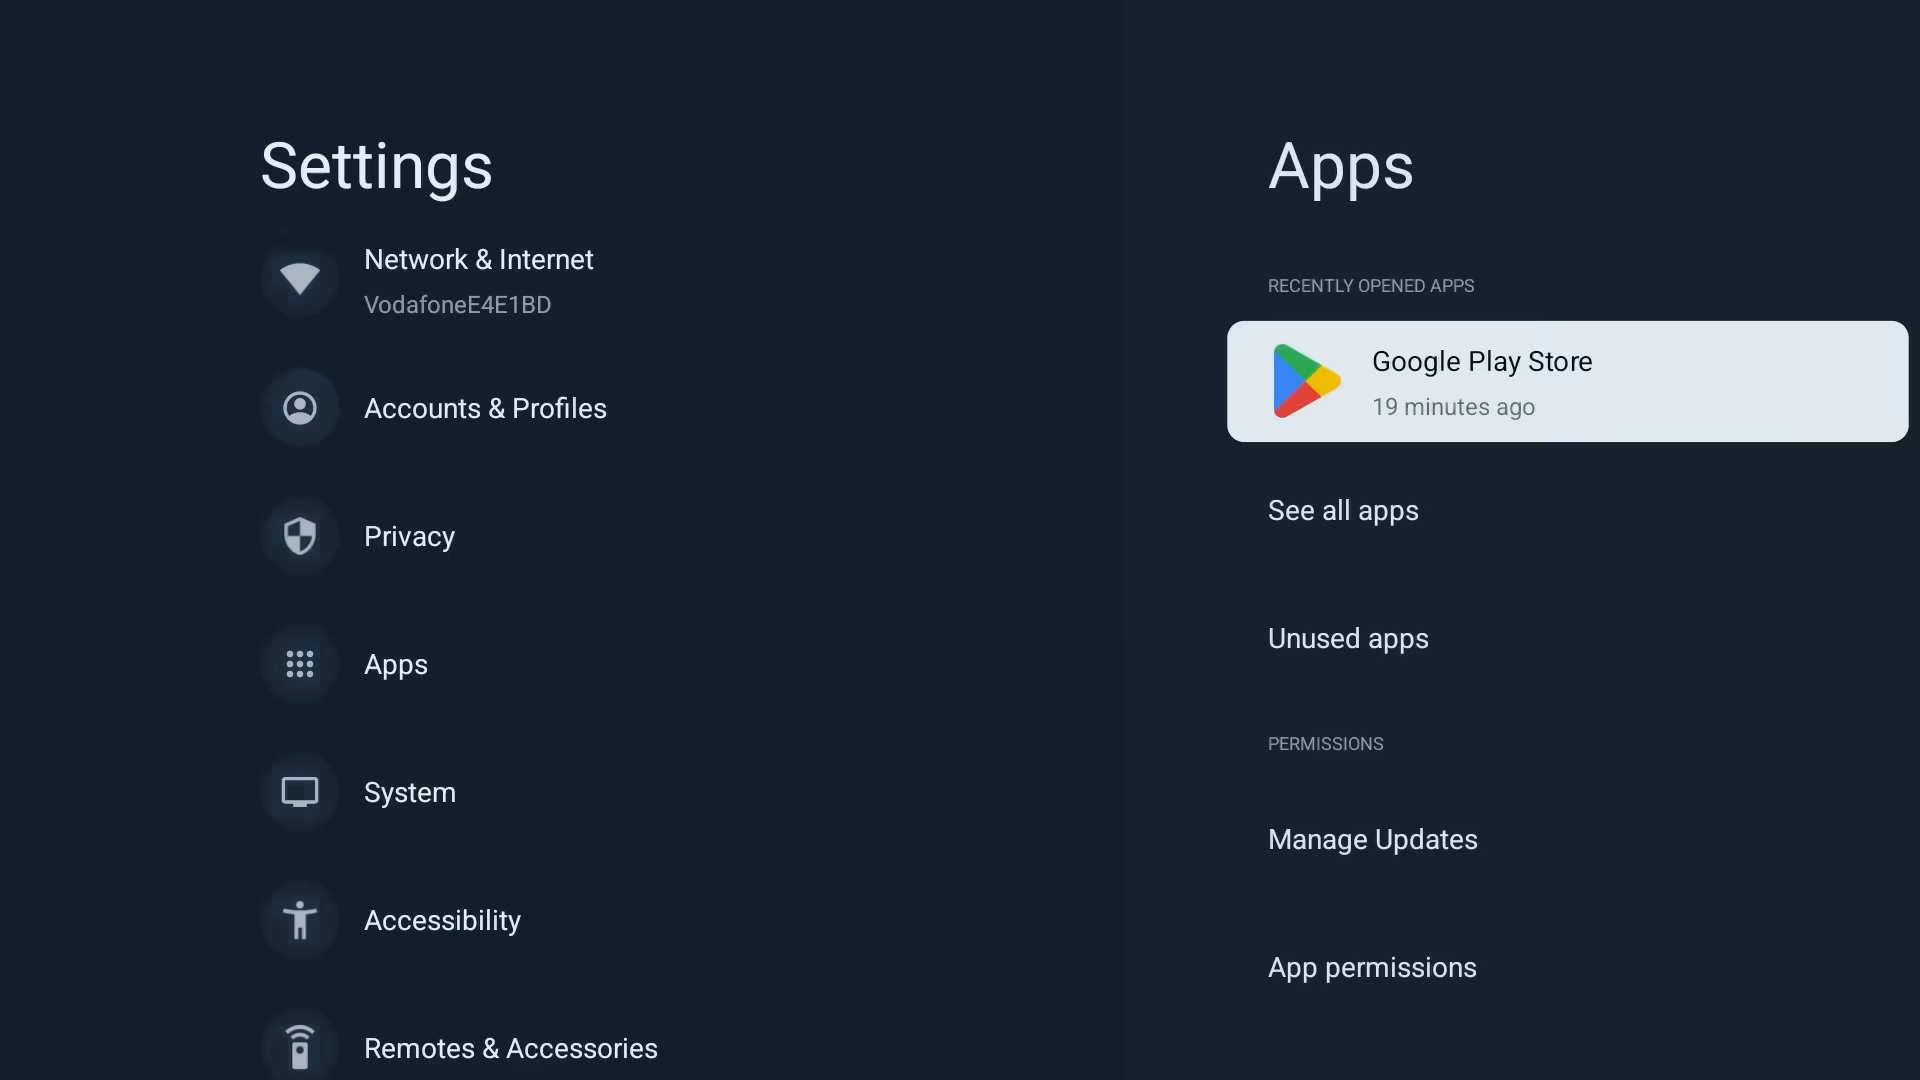 Settings
Network & Internet
VodafoneE4E1BD
Accounts & Profiles
Privacy
Apps
System
Accessibility
Remotes & Accessories
Apps
RECENTLY OPENED APPS
Google Play Store
19 minutes ago
See all apps
Unused apps
PERMISSIONS
Manage Updates
App permissions